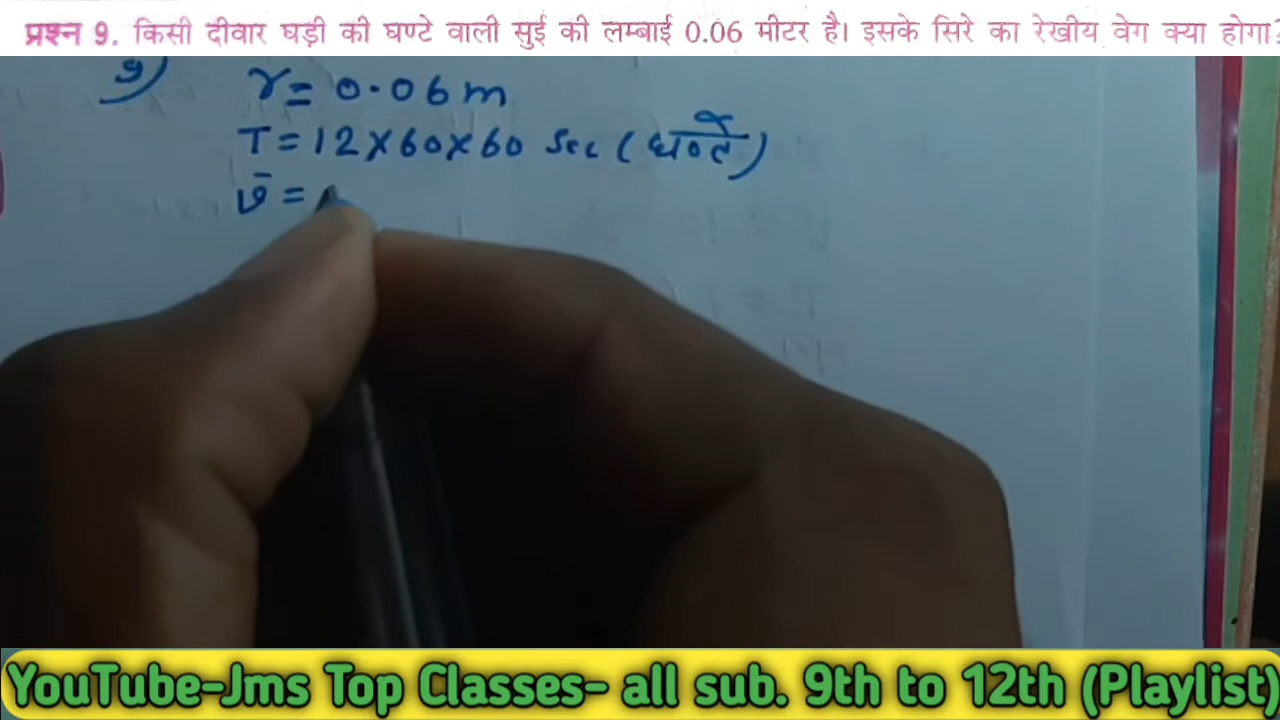 प्रश्न 9. किसी दीवार घड़ी की घण्टे वाली सुई की लम्बाई 0.06 मीटर है। इसके सिरे का रेखीय वेग क्या होगा?
9)
r = 0.06 m
T = 12×60×60 Sec (घण्टे)
v =
YouTube-Jms Top Classes- all sub. 9th to 12th (Playlist)